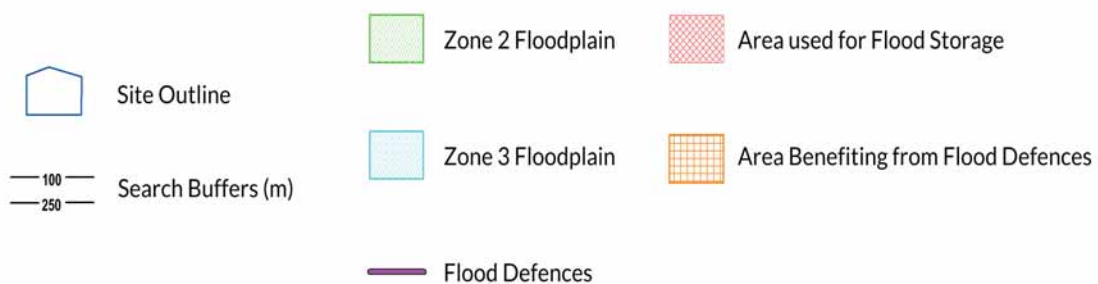 Site Outline
100
250
Search Buffers (m)
Zone 2 Floodplain
Zone 3 Floodplain
Flood Defences
Area used for Flood Storage
Area Benefiting from Flood Defences